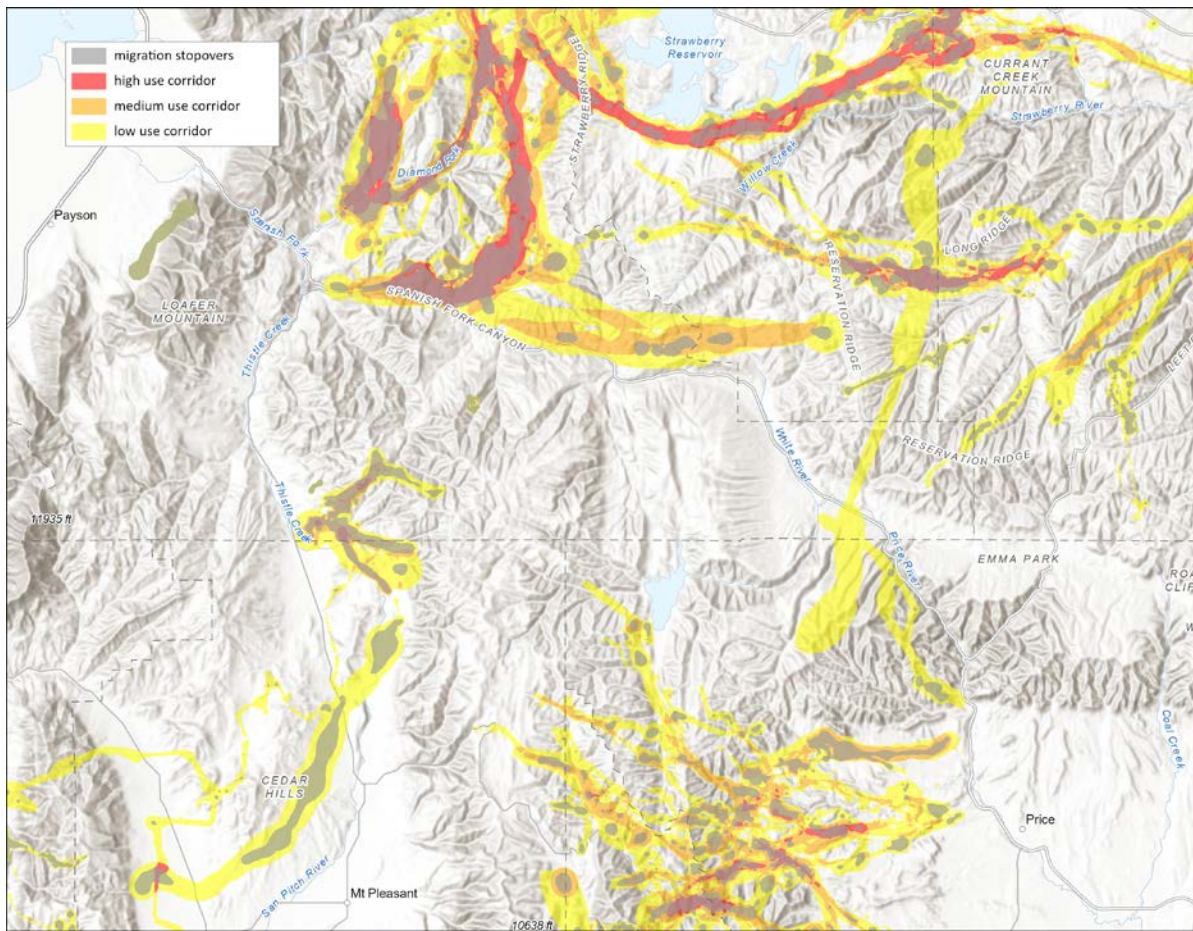 migration stopovers
high use corridor
medium use corridor
low use corridor
Strawberry
Reservoir
STRAWBERRY RIDGE
CURRANT
CREEK
MOUNTAIN
Strawberry River
Diamond Fork
Willow Creek
Payson
Spanish Fork
LONG RIDGE
RESERVATION RIDGE
LOAFER
MOUNTAIN
SPANISH FORK CANYON
Thistle Creek
LEFT
RESERVATION RIDGE
White River
11935 ft
Thistle Creek
Price River
EMMA PARK
ROA
CLIF
W
Coal Creek
CEDAR
HILLS
Price
San Pitch River
Mt Pleasant
10638 ft